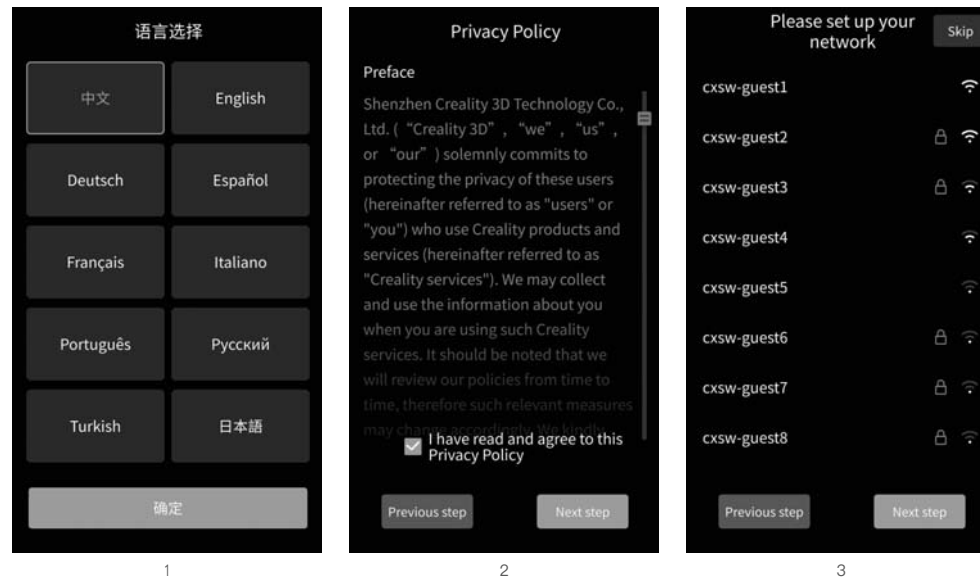 语言选择
中文
English
Deutsch
Español
Français
Italiano
Português
Русский
Turkish
日本語
确定
1
Privacy Policy
Preface
Shenzhen Creality 3D Technology Co.,
Ltd. ( “Creality 3D” , “we” , “us” ,
or “our” ) solemnly commits to
protecting the privacy of these users
(hereinafter referred to as "users" or
"you") who use Creality products and
services (hereinafter referred to as
"Creality services"). We may collect
and use the information about you
when you are using such Creality
services. It should be noted that we
will review our policies from time to
time, therefore such relevant measures
may change accordingly. We kindly
I have read and agree to this
Privacy Policy
Previous step
Next step
2
Please set up your
network
Skip
cxsw-guest1
cxsw-guest2
cxsw-guest3
cxsw-guest4
cxsw-guest5
cxsw-guest6
cxsw-guest7
cxsw-guest8
Previous step
Next step
3